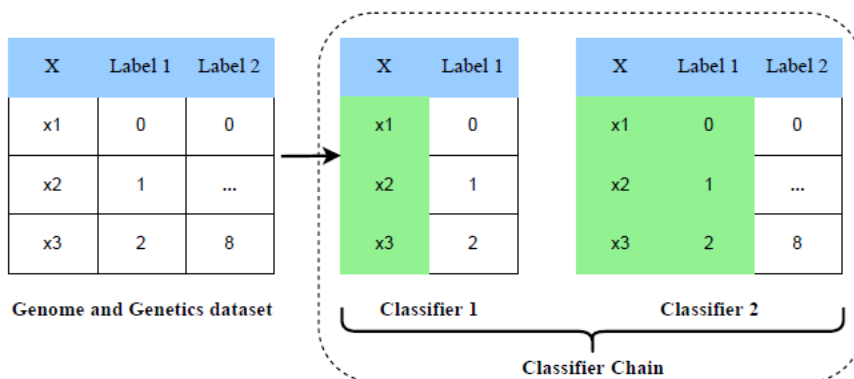 X Label 1 Label 2
x1 0 0
x2 1 ...
x3 2 8
Genome and Genetics dataset
X Label 1
x1 0
x2 1
x3 2
Classifier 1
X Label 1 Label 2
x1 0 0
x2 1 ...
x3 2 8
Classifier 2
Classifier Chain